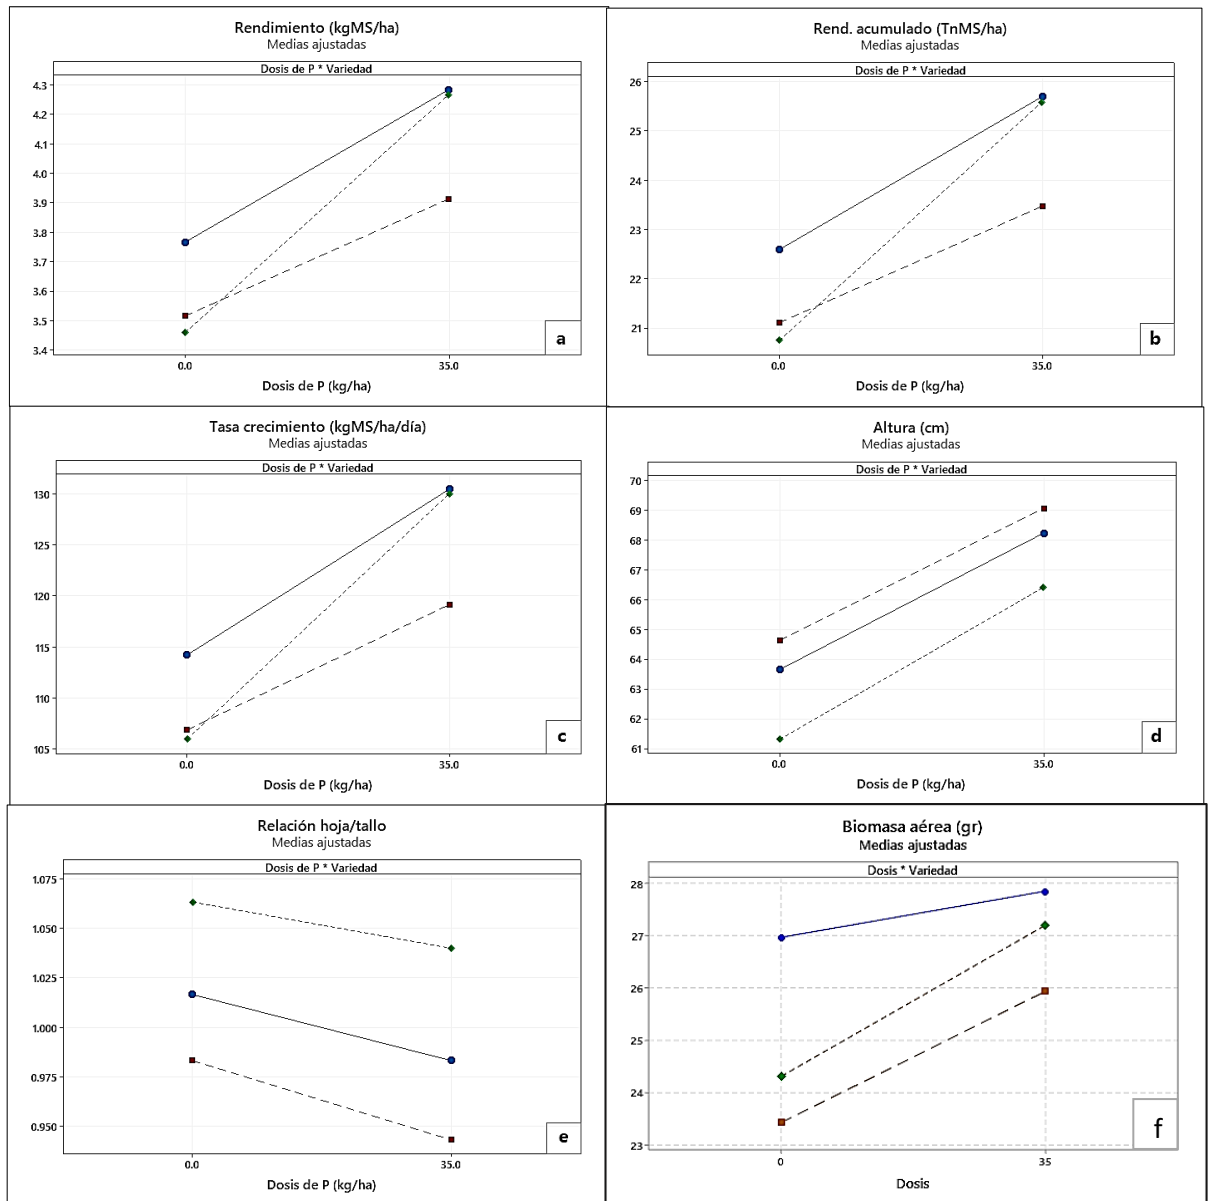 Rendimiento (kgMS/ha)
Medias ajustadas
Dosis de P * Variedad
4.3
4.2
4.1
4.0
3.9
3.8
3.7
3.6
3.5
3.4
a
0.0
35.0
Dosis de P (kg/ha)
Rend. acumulado (TnMS/ha)
Medias ajustadas
Dosis de P * Variedad
26
25
24
23
22
21
b
0.0
35.0
Dosis de P (kg/ha)
Tasa crecimiento (kgMS/ha/día)
Medias ajustadas
Dosis de P * Variedad
130
125
120
115
110
105
c
0.0
35.0
Dosis de P (kg/ha)
Altura (cm)
Medias ajustadas
Dosis de P * Variedad
70
69
68
67
66
65
64
63
62
61
d
0.0
35.0
Dosis de P (kg/ha)
Relación hoja/tallo
Medias ajustadas
Dosis de P * Variedad
1.075
1.050
1.025
1.000
0.975
0.950
e
0.0
35.0
Dosis de P (kg/ha)
Biomasa aérea (gr)
Medias ajustadas
Dosis * Variedad
28
27
26
25
24
23
f
0
35
Dosis